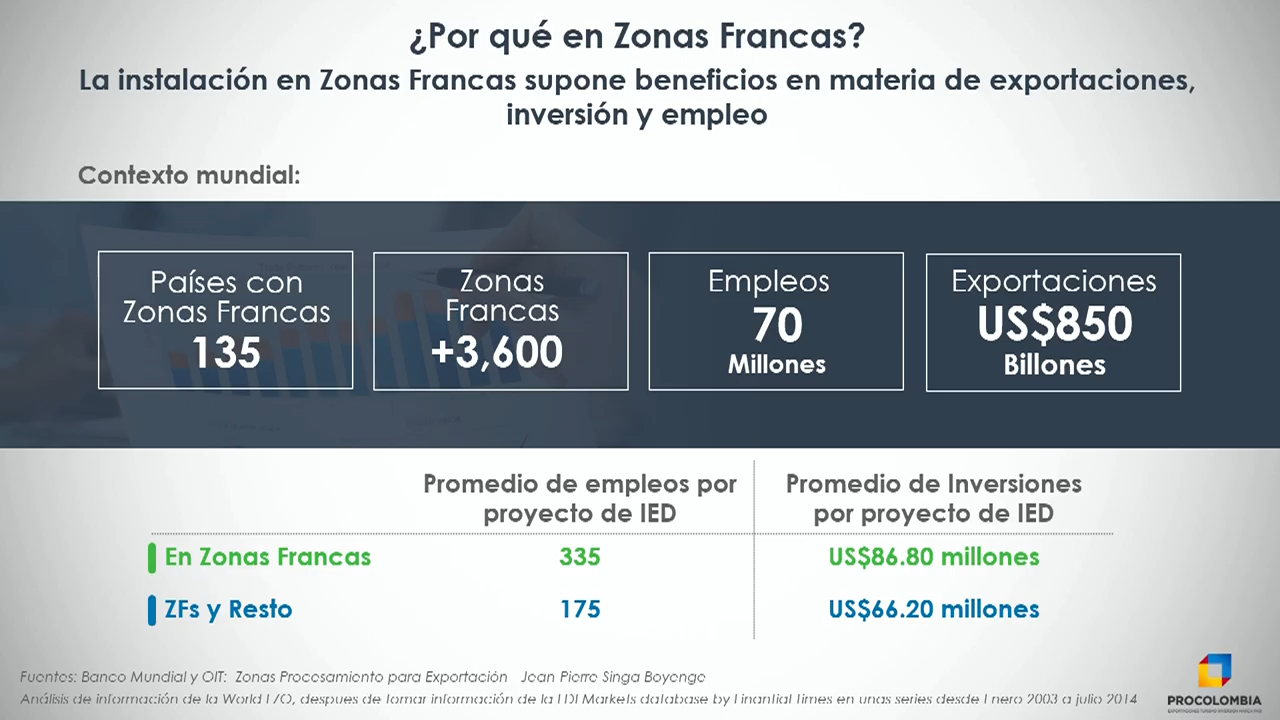 ¿Por qué en Zonas Francas?
La instalación en Zonas Francas supone beneficios en materia de exportaciones,
inversión y empleo
Contexto mundial:
Países con
Zonas Francas
135
Zonas
Francas
+3,600
Empleos
70
Millones
Exportaciones
US$850
Billones
Promedio de empleos por
proyecto de IED
Promedio de Inversiones
por proyecto de IED
En Zonas Francas
335
US$86.80 millones
ZFs y Resto
175
US$66.20 millones
Fuentes: Banco Mundial y OIT: Zonas Procesamiento para Exportación Jean Pierre Singa Boyenge
Análisis de información de la World FZO, despues de tomar información de la FDI Markets database by Finantial Times en unas series desde Enero 2003 a julio 2014
PROCOLOMBIA